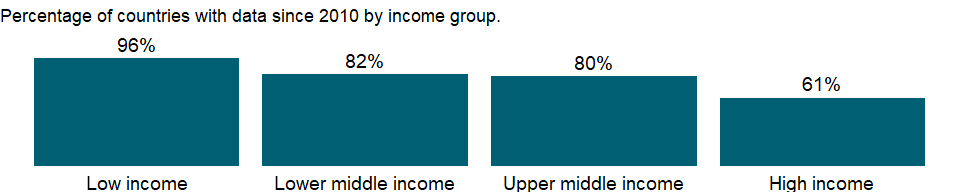 Percentage of countries with data since 2010 by income group.
96%
82%
80%
61%
Low income
Lower middle income
Upper middle income
High income